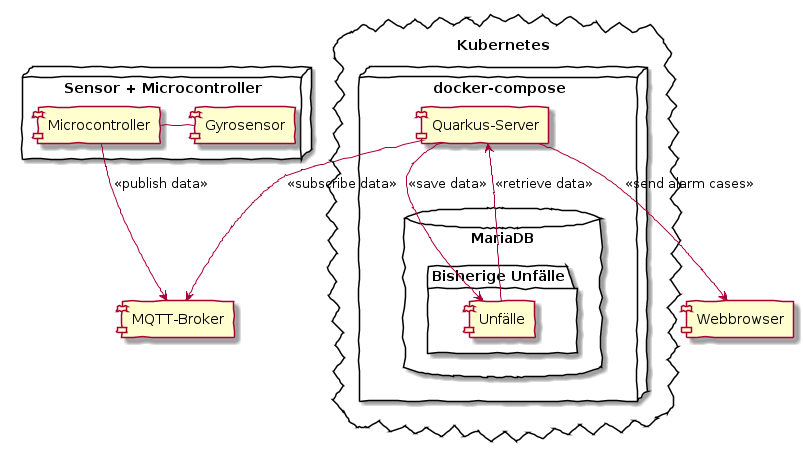 Kubernetes
Sensor + Microcontroller
docker-compose
Microcontroller
Gyrosensor
Quarkus-Server
«publish data»
«subscribe data»
«save data»
«retrieve data»
«send alarm cases»
MariaDB
Bisherige Unfälle
MQTT-Broker
Unfälle
Webbrowser